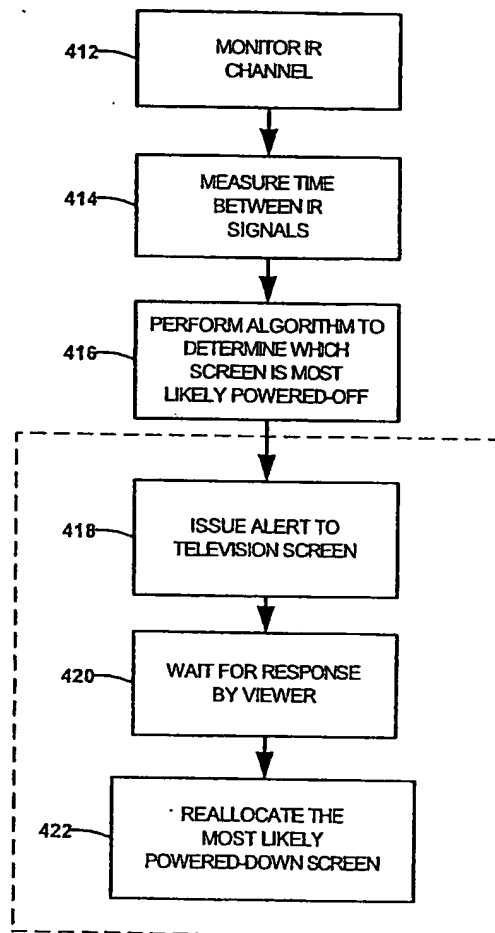 412
MONITOR IR
CHANNEL
414
MEASURE TIME
BETWEEN IR
SIGNALS
416
PERFORM ALGORITHM TO
DETERMINE WHICH
SCREEN IS MOST
LIKELY POWERED-OFF
418
ISSUE ALERT TO
TELEVISION SCREEN
420
WAIT FOR RESPONSE
BY VIEWER
422
REALLOCATE THE
MOST LIKELY
POWERED-DOWN SCREEN